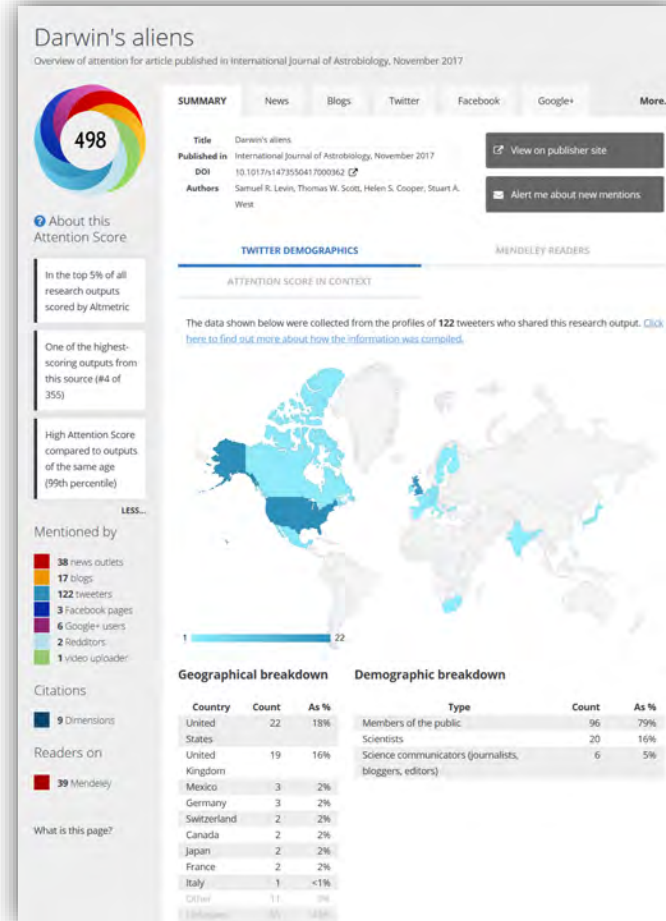 Darwin's aliens
Overview of attention for article published in International Journal of Astrobiology, November 2017
498
About this
Attention Score
In the top 5% of all
research outputs
scored by Altmetric
One of the highest-
scoring outputs from
this source (#4 of
355)
High Attention Score
compared to outputs
of the same age
(99th percentile)
LESS...
Mentioned by
38 news outlets
17 blogs
122 tweeters
3 Facebook pages
6 Google+ users
2 Redditors
1 video uploader
Citations
9 Dimensions
Readers on
39 Mendeley
What is this page?
SUMMARY News Blogs Twitter Facebook Google+ More.
Title Darwin's aliens
Published in International Journal of Astrobiology, November 2017
DOI 10.1017/s1473550417000362
Authors Samuel R. Levin, Thomas W. Scott, Helen S. Cooper, Stuart A.
West
View on publisher site
Alert me about new mentions
TWITTER DEMOGRAPHICS MENDELEY READERS
ATTENTION SCORE IN CONTEXT
The data shown below were collected from the profiles of 122 tweeters who shared this research output. Click
here to find out more about how the information was compiled.
1 22
Geographical breakdown
Country Count As %
United 22 18%
States
United 19 16%
Kingdom
Mexico 3 2%
Germany 3 2%
Switzerland 2 2%
Canada 2 2%
Japan 2 2%
France 2 2%
Italy 1 <1%
Other 11
Demographic breakdown
Type Count As %
Members of the public 96 79%
Scientists 20 16%
Science communicators (journalists, 6 5%
bloggers, editors)